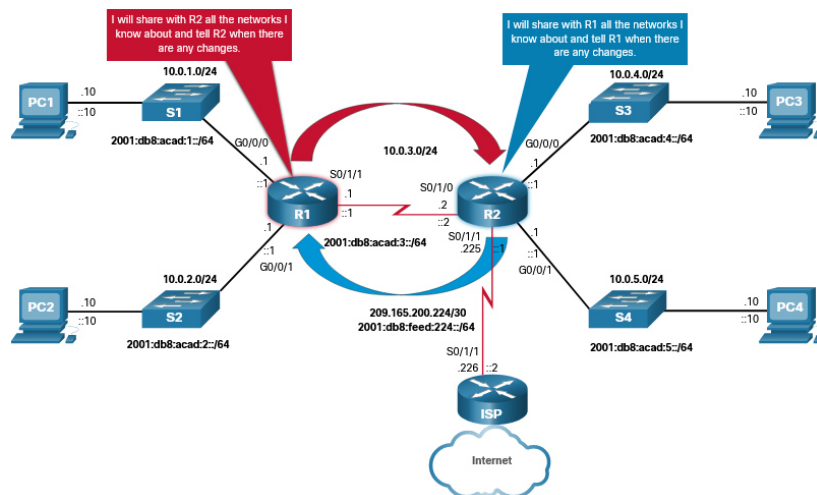 I will share with R2 all the networks I
know about and tell R2 when there
are any changes.
I will share with R1 all the networks I
know about and tell R1 when there
are any changes.
10.0.1.0/24
10.0.4.0/24
PC1
.10
::10
S1
S3
.10
::10
PC3
2001:db8:acad:1::/64
2001:db8:acad:4::/64
G0/0/0
.1
::1
10.0.3.0/24
G0/0/0
.1
::1
S0/1/1
.1
::1
S0/1/0
.2
::2
R1
R2
2001:db8:acad:3::/64
S0/1/1
.225
::1
.1
::1
G0/0/1
.1
::1
G0/0/1
10.0.2.0/24
10.0.5.0/24
PC2
.10
::10
S2
S4
.10
::10
PC4
2001:db8:acad:2::/64
2001:db8:acad:5::/64
209.165.200.224/30
2001:db8:feed:224::/64
S0/1/1
.226
::2
ISP
Internet